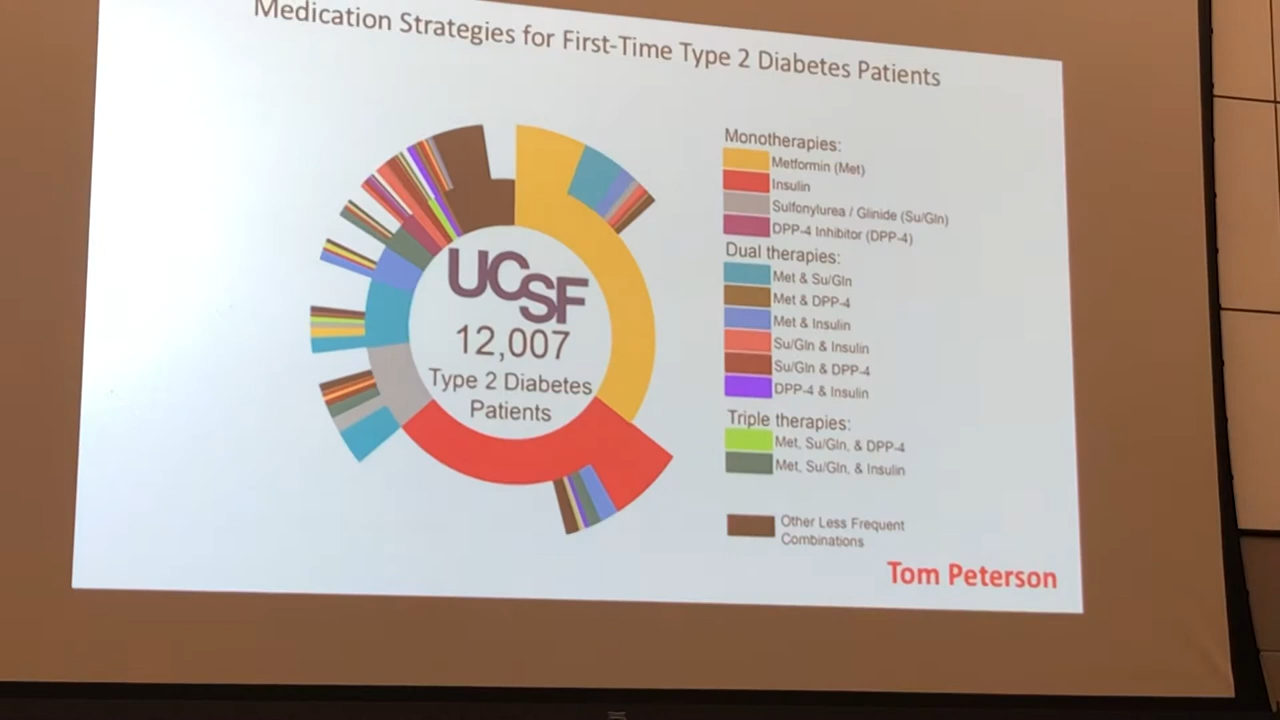 Medication Strategies for First-Time Type 2 Diabetes Patients
UCSF
12,007
Type 2 Diabetes
Patients
Monotherapies:
Metformin (Met)
Insulin
Sulfonylurea / Glinide (Su/Gln)
DPP-4 Inhibitor (DPP-4)
Dual therapies:
Met & Su/Gln
Met & DPP-4
Met & Insulin
Su/Gln & Insulin
Su/Gln & DPP-4
DPP-4 & Insulin
Triple therapies:
Met, Su/Gln, & DPP-4
Met, Su/Gln, & Insulin
Other Less Frequent
Combinations
Tom Peterson